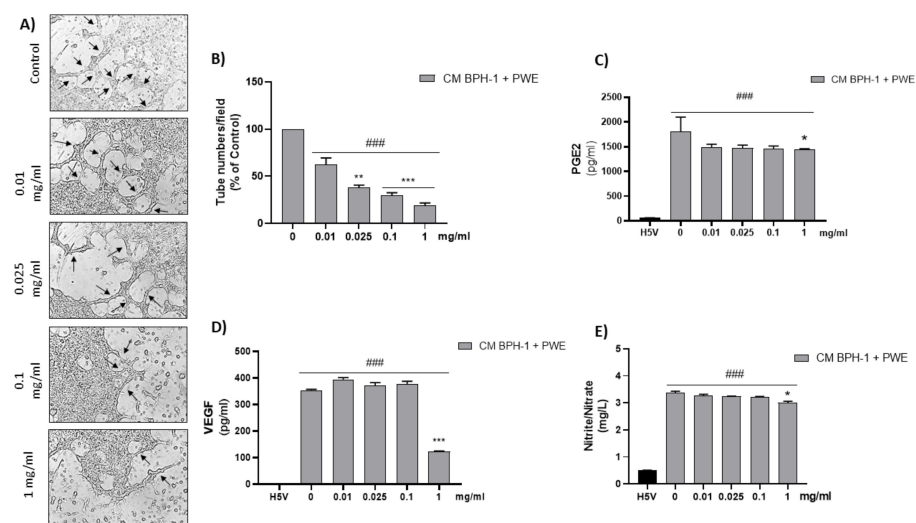 A)
Control
0.01
mg/ml
0.025
mg/ml
0.1
mg/ml
1 mg/ml
B)
CM BPH-1 + PWE
Tube numbers/field
(% of Control)
150
100
50
0
###
**
***
0 0.01 0.025 0.1 1 mg/ml
C)
CM BPH-1 + PWE
PGE2
(pg/ml)
2500
2000
1500
1000
500
0
###
*
H5V 0 0.01 0.025 0.1 1 mg/ml
D)
CM BPH-1 + PWE
VEGF
(pg/ml)
500
400
300
200
100
0
###
***
H5V 0 0.01 0.025 0.1 1 mg/ml
E)
CM BPH-1 + PWE
Nitrite/Nitrate
(mg/L)
5
4
3
2
1
0
###
*
H5V 0 0.01 0.025 0.1 1 mg/ml